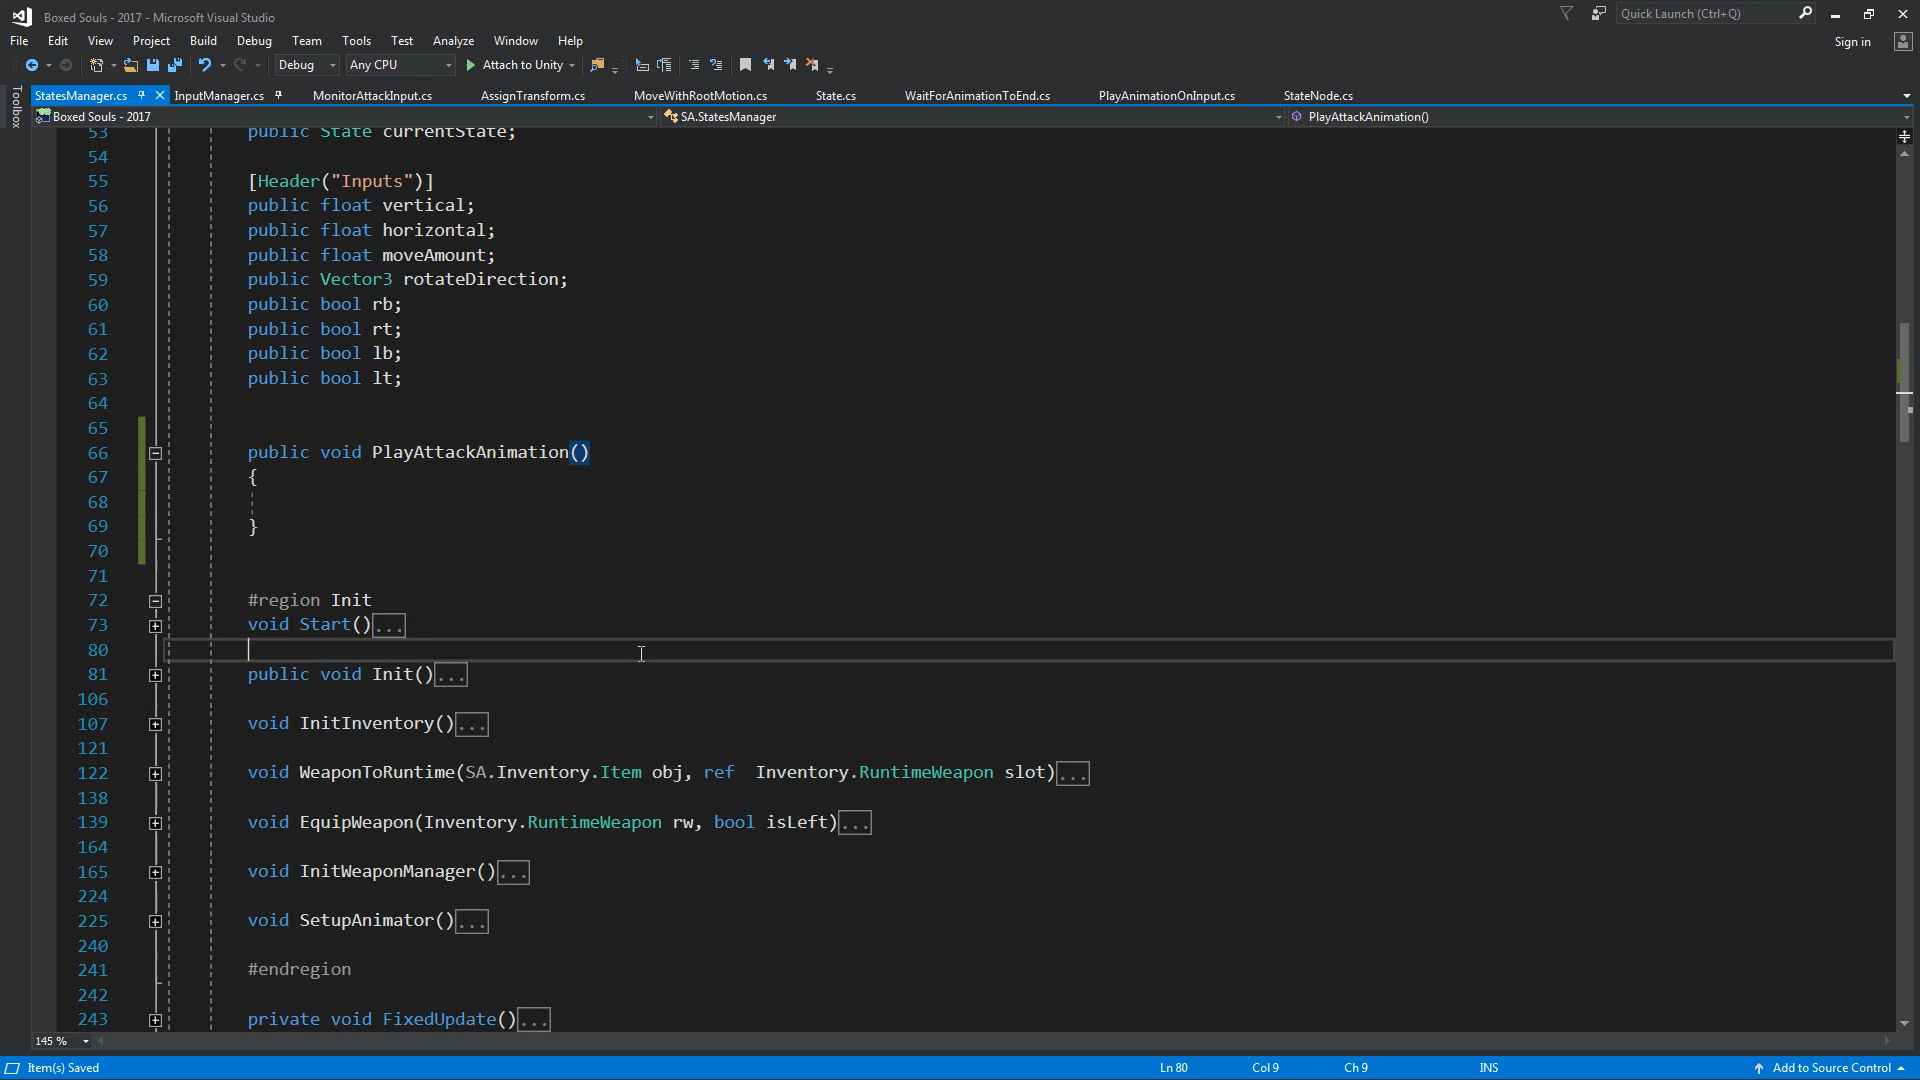 Boxed Souls - 2017 - Microsoft Visual Studio
Quick Launch (Ctrl+Q)
File Edit View Project Build Debug Team Tools Test Analyze Window Help
Sign in
Debug Any CPU Attach to Unity
Toolbox
StatesManager.cs InputManager.cs MonitorAttackInput.cs AssignTransform.cs MoveWithRootMotion.cs State.cs WaitForAnimationToEnd.cs PlayAnimationOnInput.cs StateNode.cs
Boxed Souls - 2017 SA.StatesManager PlayAttackAnimation()
53 public State currentState;
54
55 [Header("Inputs")]
56 public float vertical;
57 public float horizontal;
58 public float moveAmount;
59 public Vector3 rotateDirection;
60 public bool rb;
61 public bool rt;
62 public bool lb;
63 public bool lt;
64
65
66 public void PlayAttackAnimation()
67 {
68
69 }
70
71
72 #region Init
73 void Start()...
80
81 public void Init()...
106
107 void InitInventory()...
121
122 void WeaponToRuntime(SA.Inventory.Item obj, ref  Inventory.RuntimeWeapon slot)...
138
139 void EquipWeapon(Inventory.RuntimeWeapon rw, bool isLeft)...
164
165 void InitWeaponManager()...
224
225 void SetupAnimator()...
240
241 #endregion
242
243 private void FixedUpdate()...
145 %
Item(s) Saved Ln 80 Col 9 Ch 9 INS Add to Source Control